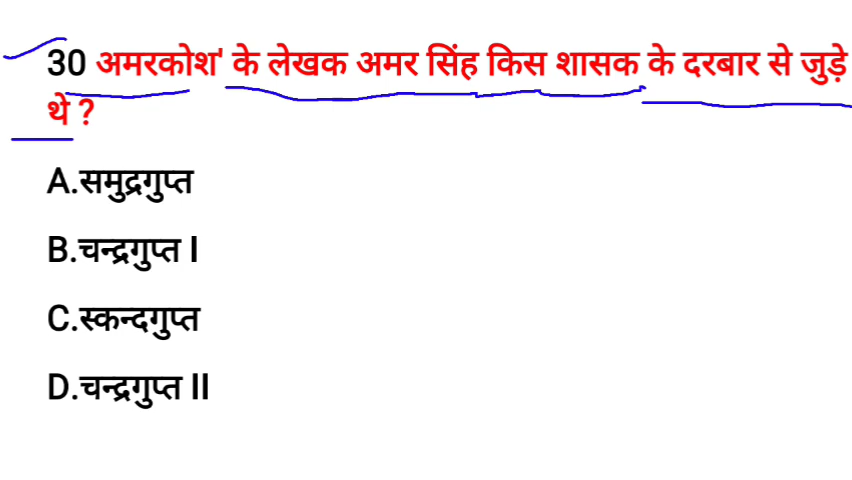 30 अमरकोश' के लेखक अमर सिंह किस शासक के दरबार से जुड़े
थे ?
A.समुद्रगुप्त
B.चन्द्रगुप्त I
C.स्कन्दगुप्त
D.चन्द्रगुप्त II